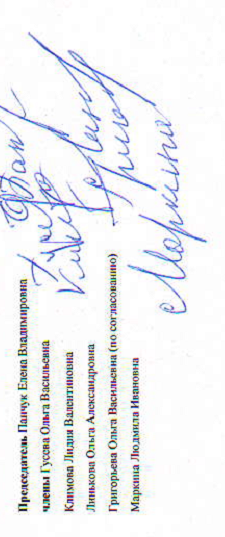 Председатель Панчук Елена Владимировна
члены Гусева Ольга Васильевна
Климова Лидия Валентиновна
Линькова Ольга Александровна
Григорьева Ольга Васильевна (по согласованию)
Маркина Людмила Ивановна